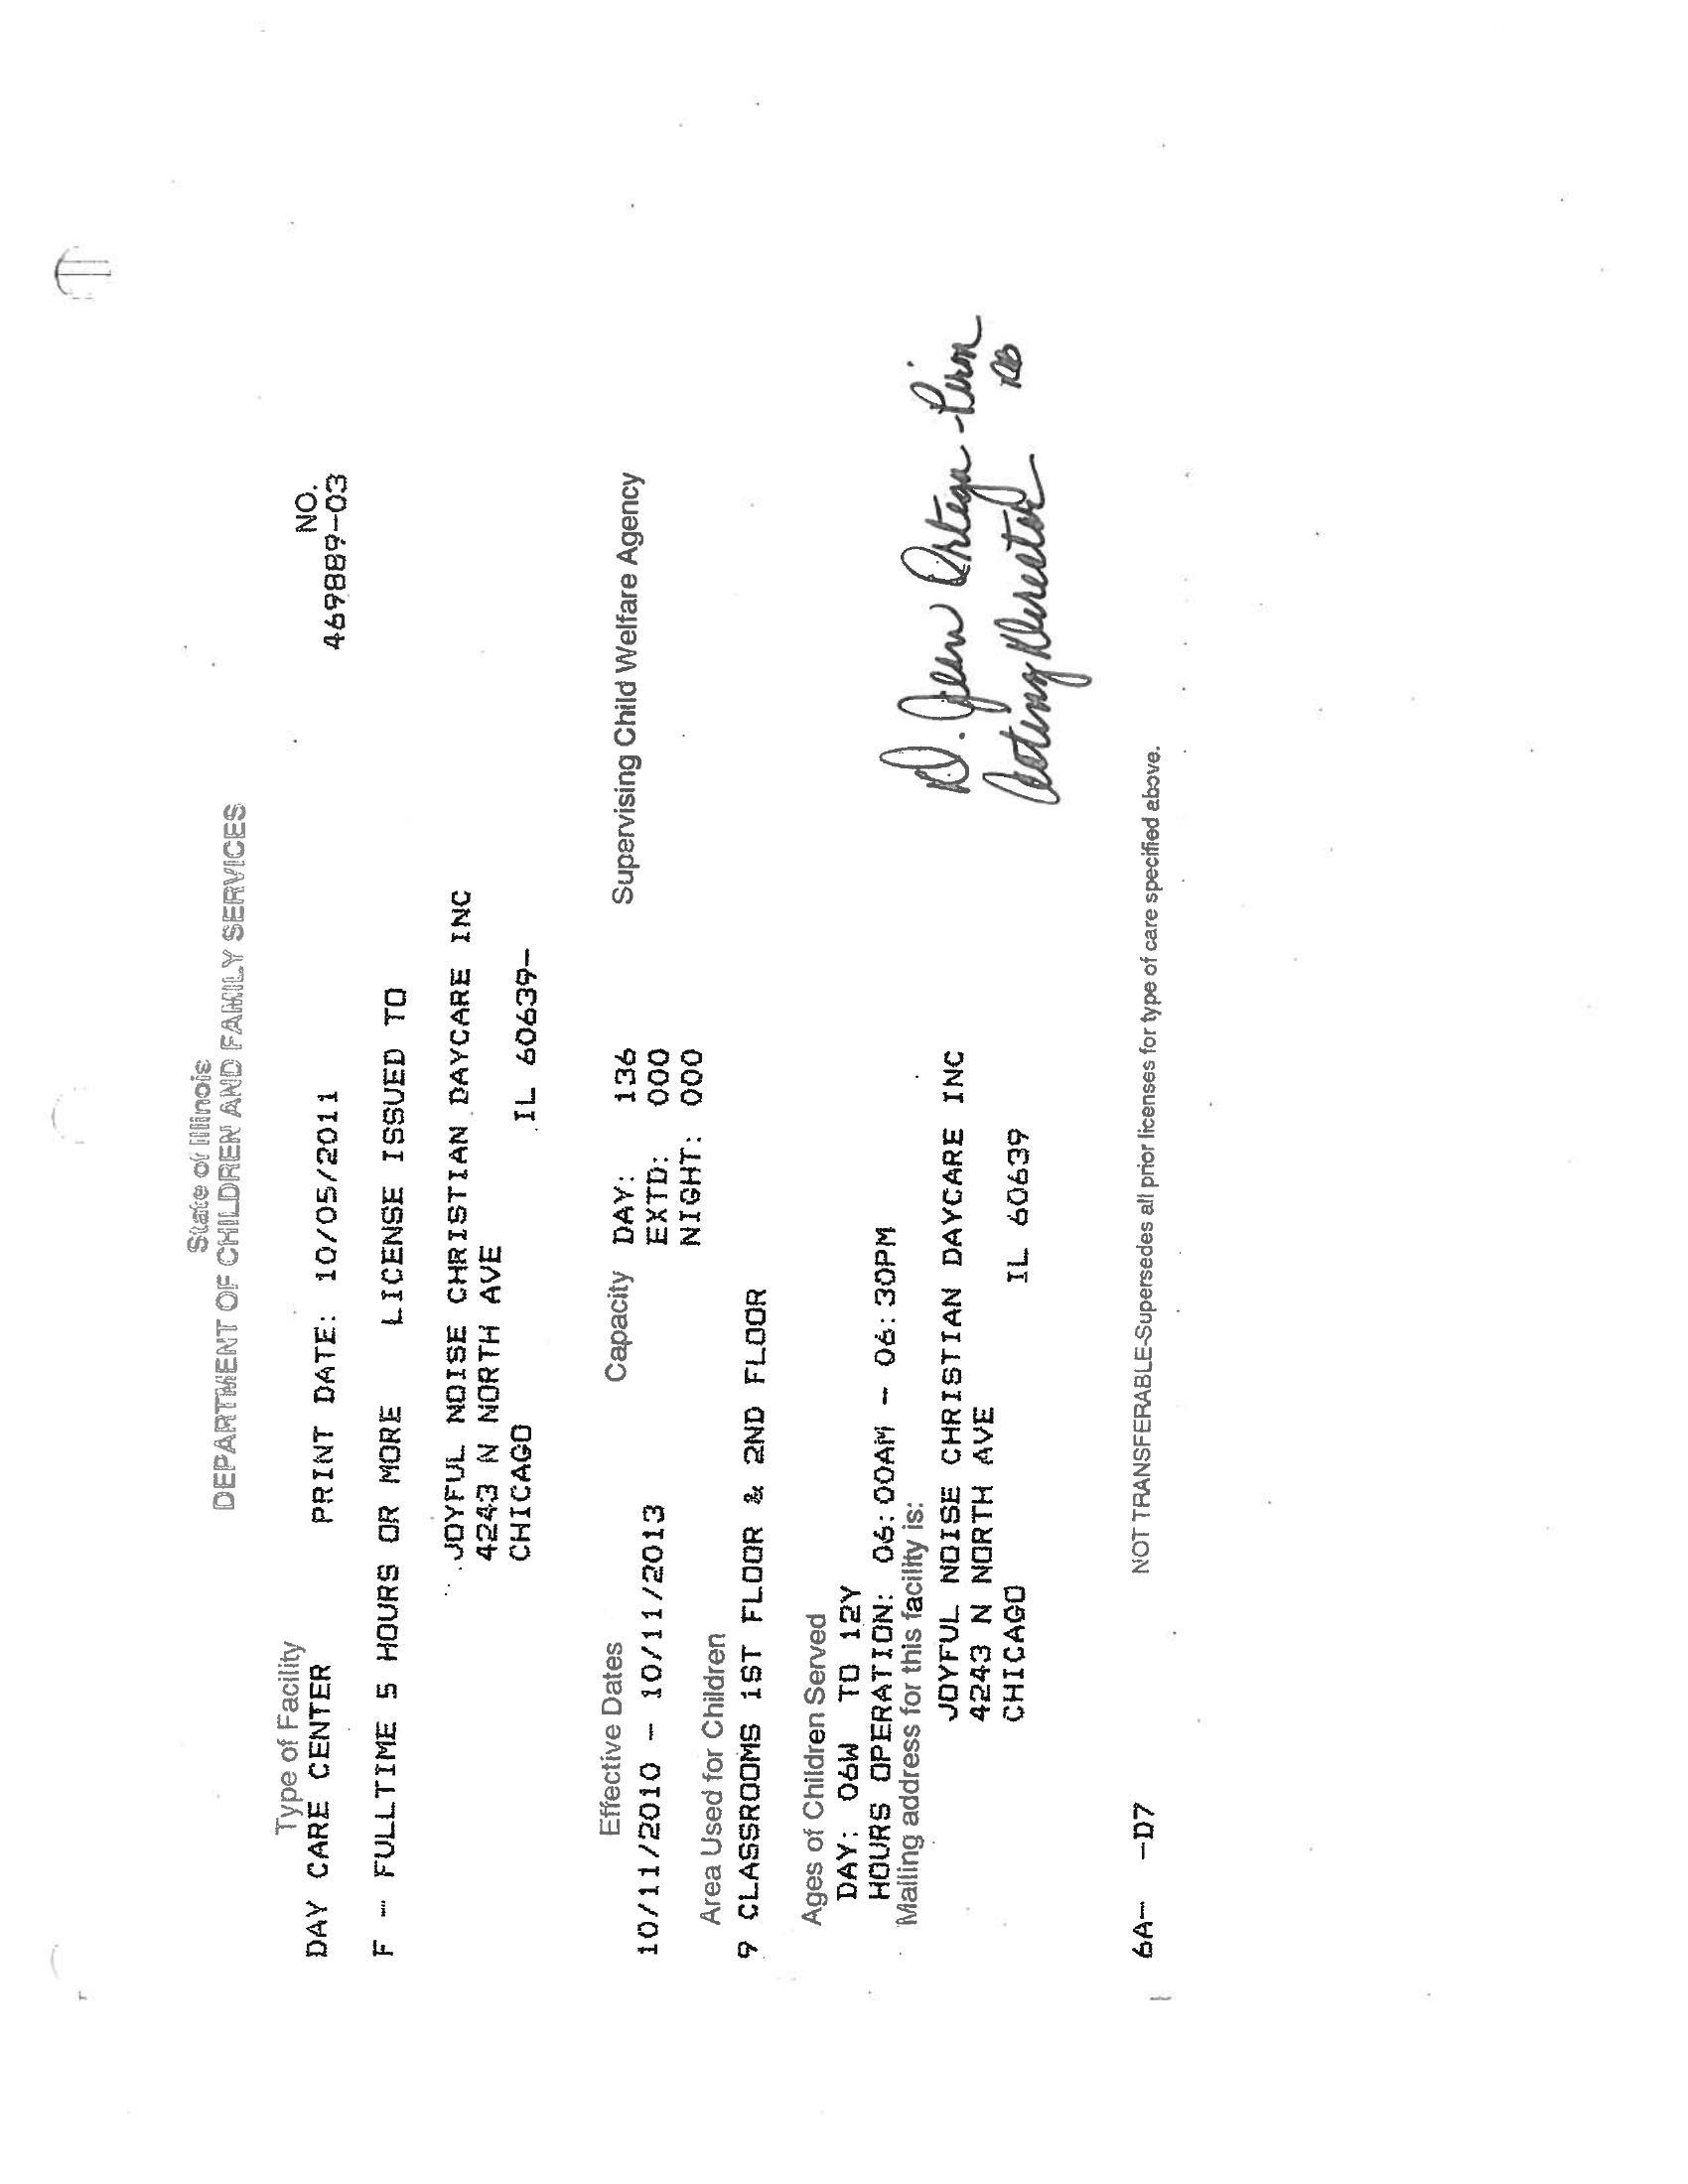 State of Illinois
DEPARTMENT OF CHILDREN AND FAMILY SERVICES
Type of Facility
NO.
DAY CARE CENTER PRINT DATE: 10/05/2011 469889-03
F - FULLTIME 5 HOURS OR MORE LICENSE ISSUED TO
JOYFUL NOISE CHRISTIAN DAYCARE INC
4243 N NORTH AVE
CHICAGO IL 60639-
Effective Dates Capacity DAY: 136 Supervising Child Welfare Agency
10/11/2010 - 10/11/2013 EXTD: 000
NIGHT: 000
Area Used for Children
9 CLASSROOMS 1ST FLOOR & 2ND FLOOR
Ages of Children Served
DAY: 06W TO 12Y
HOURS OPERATION: 06:00AM - 06:30PM
Mailing address for this facility is:
JOYFUL NOISE CHRISTIAN DAYCARE INC
4243 N NORTH AVE
CHICAGO IL 60639
D. Jean Ortega-Piron
Acting Director RB
6A- -D7 NOT TRANSFERABLE-Supersedes all prior licenses for type of care specified above.